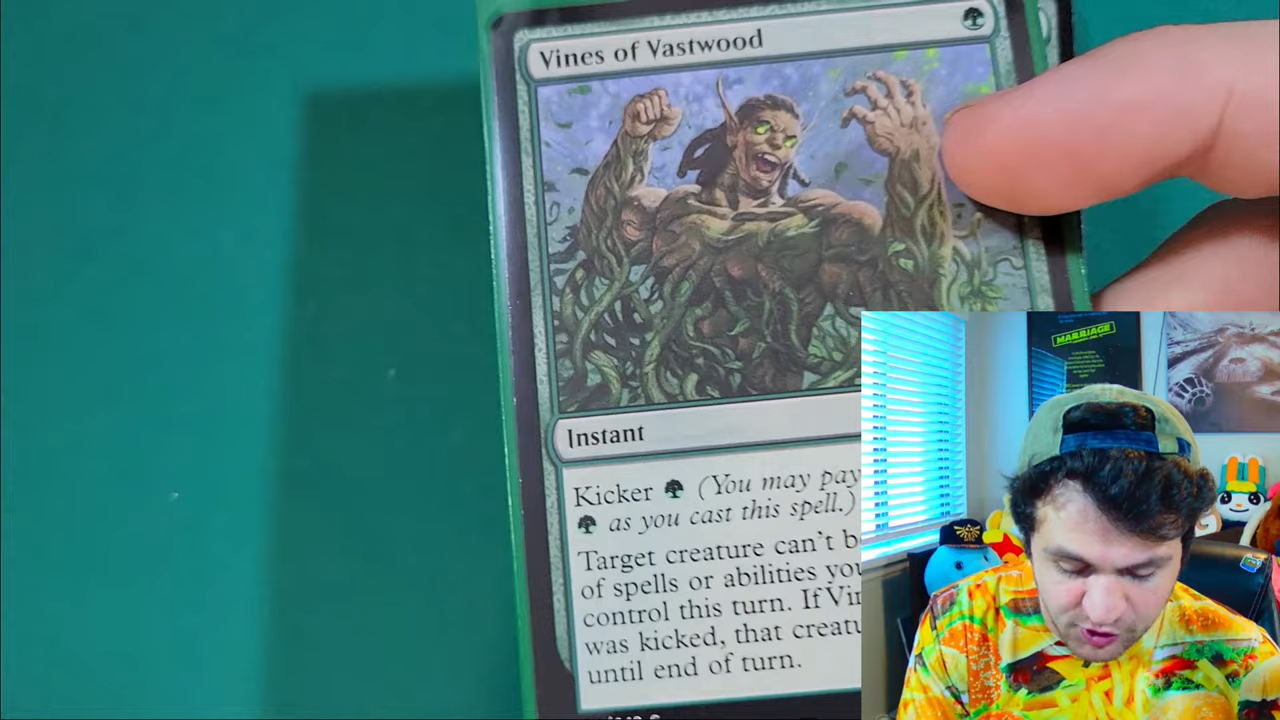 Vines of Vastwood
Instant
Kicker (You may pay
as you cast this spell.)
Target creature can't b
of spells or abilities you
control this turn. If Vin
was kicked, that creatu
until end of turn.
MARRIAGE